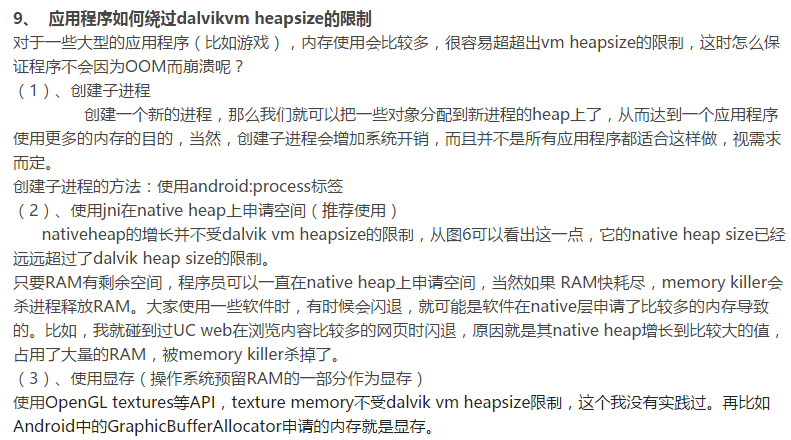 9、 应用程序如何绕过dalvikvm heapsize的限制
对于一些大型的应用程序（比如游戏），内存使用会比较多，很容易超超出vm heapsize的限制，这时怎么保
证程序不会因为OOM而崩溃呢？
（1）、创建子进程
创建一个新的进程，那么我们就可以把一些对象分配到新进程的heap上了，从而达到一个应用程序
使用更多的内存的目的，当然，创建子进程会增加系统开销，而且并不是所有应用程序都适合这样做，视需求
而定。
创建子进程的方法：使用android:process标签
（2）、使用jni在native heap上申请空间（推荐使用）
nativeheap的增长并不受dalvik vm heapsize的限制，从图6可以看出这一点，它的native heap size已经
远远超过了dalvik heap size的限制。
只要RAM有剩余空间，程序员可以一直在native heap上申请空间，当然如果 RAM快耗尽，memory killer会
杀进程释放RAM。大家使用一些软件时，有时候会闪退，就可能是软件在native层申请了比较多的内存导致
的。比如，我就碰到过UC web在浏览内容比较多的网页时闪退，原因就是其native heap增长到比较大的值，
占用了大量的RAM，被memory killer杀掉了。
（3）、使用显存（操作系统预留RAM的一部分作为显存）
使用OpenGL textures等API，texture memory不受dalvik vm heapsize限制，这个我没有实践过。再比如
Android中的GraphicBufferAllocator申请的内存就是显存。